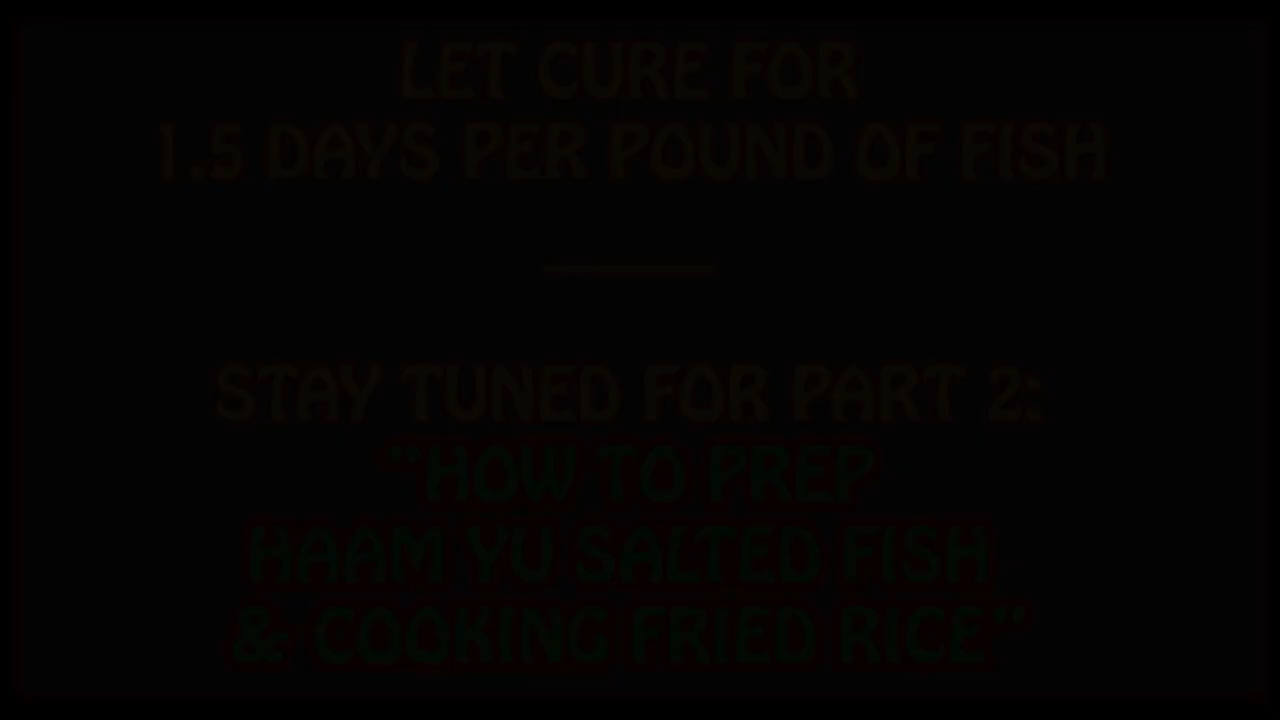 LET CURE FOR
1.5 DAYS PER POUND OF FISH
STAY TUNED FOR PART 2:
"HOW TO PREP
HAAM YU SALTED FISH
& COOKING FRIED RICE"